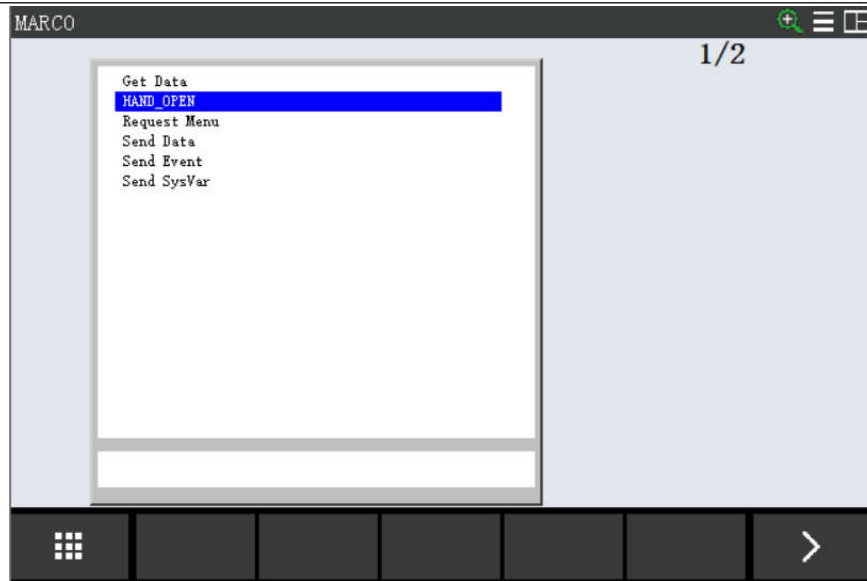 MARCO
1/2
Get Data
HAND_OPEN
Request Menu
Send Data
Send Event
Send SysVar